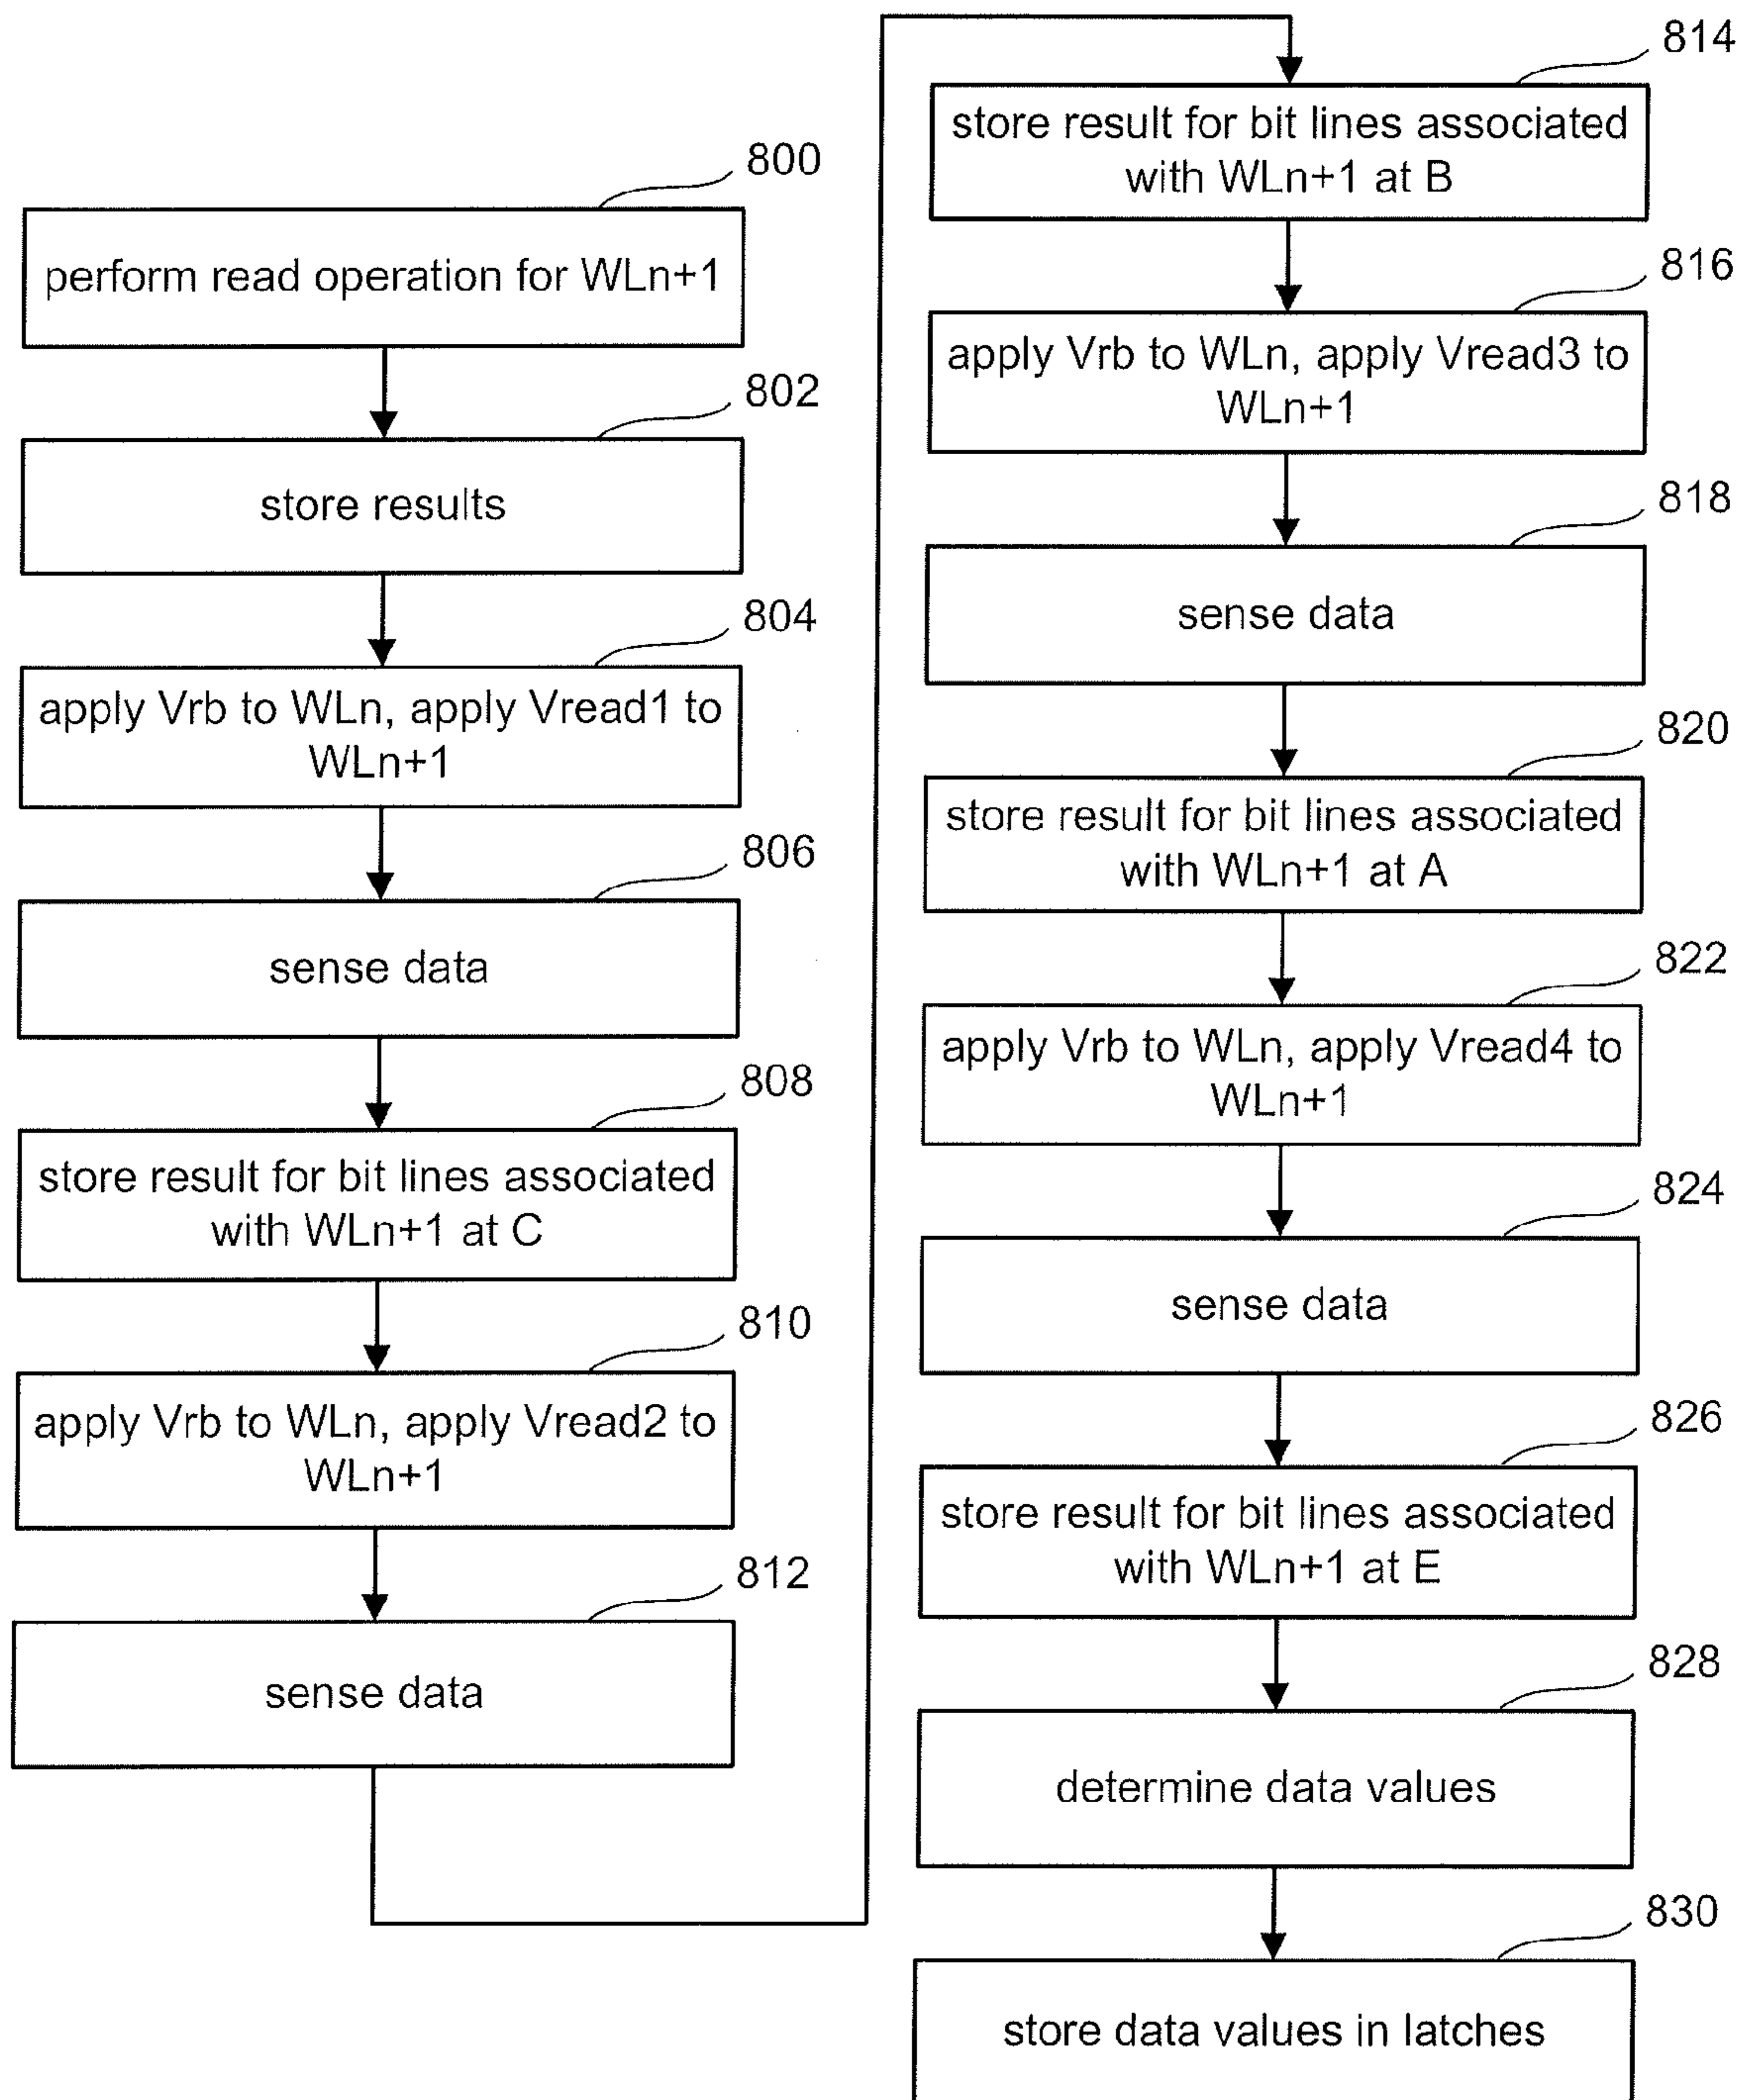 800
perform read operation for WLn+1
802
store results
804
apply Vrb to WLn, apply Vread1 to
WLn+1
806
sense data
808
store result for bit lines associated
with WLn+1 at C
810
apply Vrb to WLn, apply Vread2 to
WLn+1
812
sense data
814
store result for bit lines associated
with WLn+1 at B
816
apply Vrb to WLn, apply Vread3 to
WLn+1
818
sense data
820
store result for bit lines associated
with WLn+1 at A
822
apply Vrb to WLn, apply Vread4 to
WLn+1
824
sense data
826
store result for bit lines associated
with WLn+1 at E
828
determine data values
830
store data values in latches